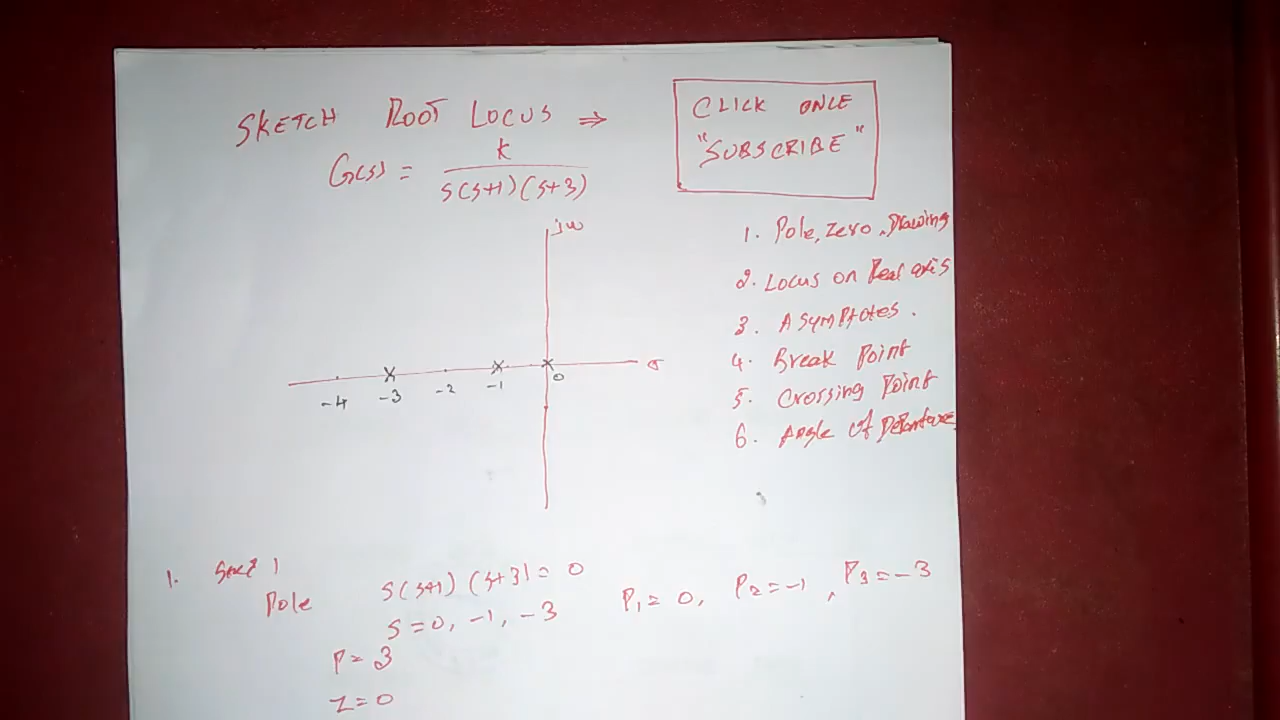 SKETCH ROOT LOCUS ⇒
G(s) = K / S(S+1)(S+3)
CLICK ONCE
"SUBSCRIBE"
1. Pole, zero, Drawing
2. Locus on Real axis
3. Asymptotes.
4. Break Point
5. Crossing Point
6. Angle of Departure
jω
σ
-4 -3 -2 -1 0
1. 1
Pole
S(S+1)(S+3) = 0
S = 0, -1, -3
P1 = 0, P2 = -1, P3 = -3
P = 3
Z = 0